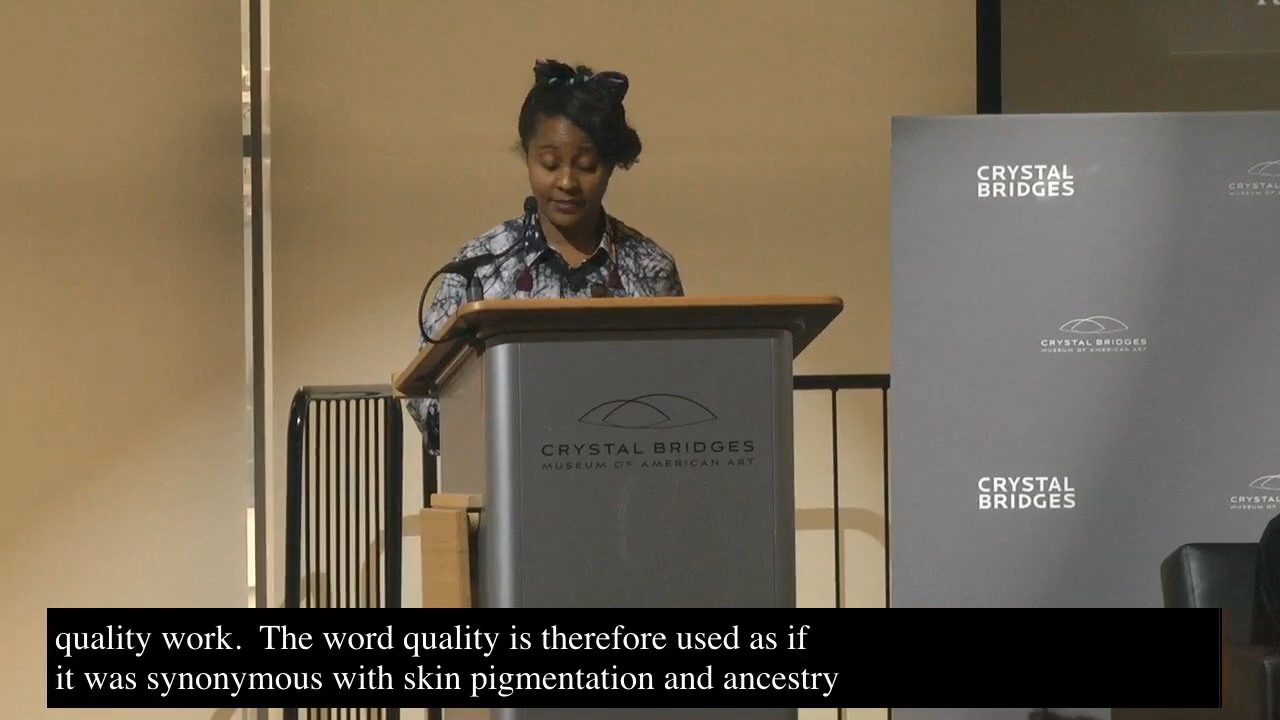 CRYSTAL
BRIDGES
CRYSTAL BRIDGES
MUSEUM OF AMERICAN ART
CRYSTAL BRIDGES
MUSEUM OF AMERICAN ART
CRYSTAL
BRIDGES
quality work.  The word quality is therefore used as if
it was synonymous with skin pigmentation and ancestry